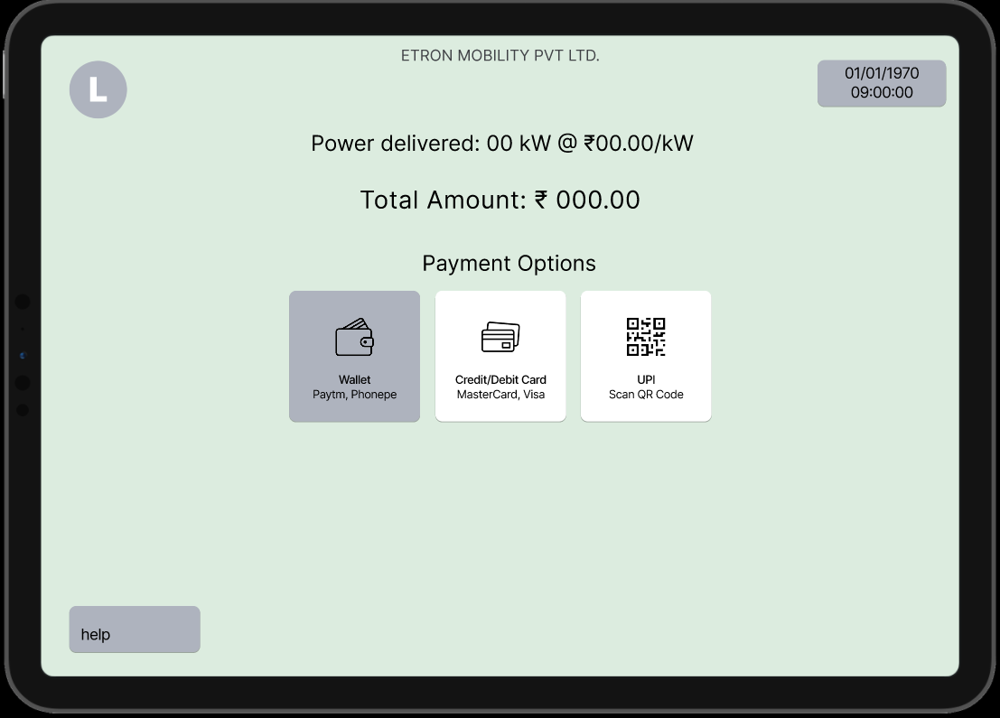 ETRON MOBILITY PVT LTD.
L
01/01/1970
09:00:00
Power delivered: 00 kW @ ₹00.00/kW
Total Amount: ₹ 000.00
Payment Options
Wallet
Paytm, Phonepe
Credit/Debit Card
MasterCard, Visa
UPI
Scan QR Code
help